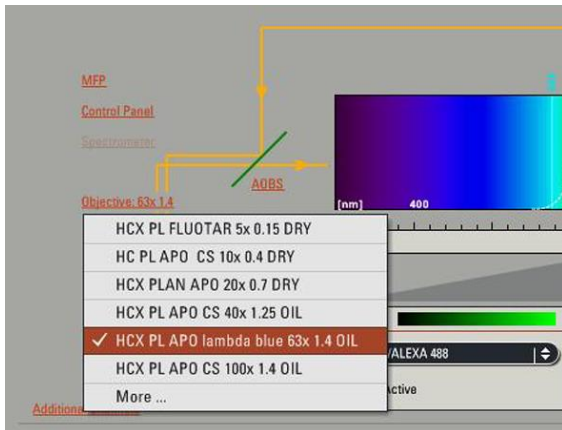 MFP
Control Panel
Spectrometer
AOBS
Objective: 63x 1.4
[nm] 400
HCX PL FLUOTAR 5x 0.15 DRY
HC PL APO CS 10x 0.4 DRY
HCX PLAN APO 20x 0.7 DRY
HCX PL APO CS 40x 1.25 OIL
HCX PL APO lambda blue 63x 1.4 OIL
/ALEXA 488
HCX PL APO CS 100x 1.4 OIL
Active
More ...
Additional